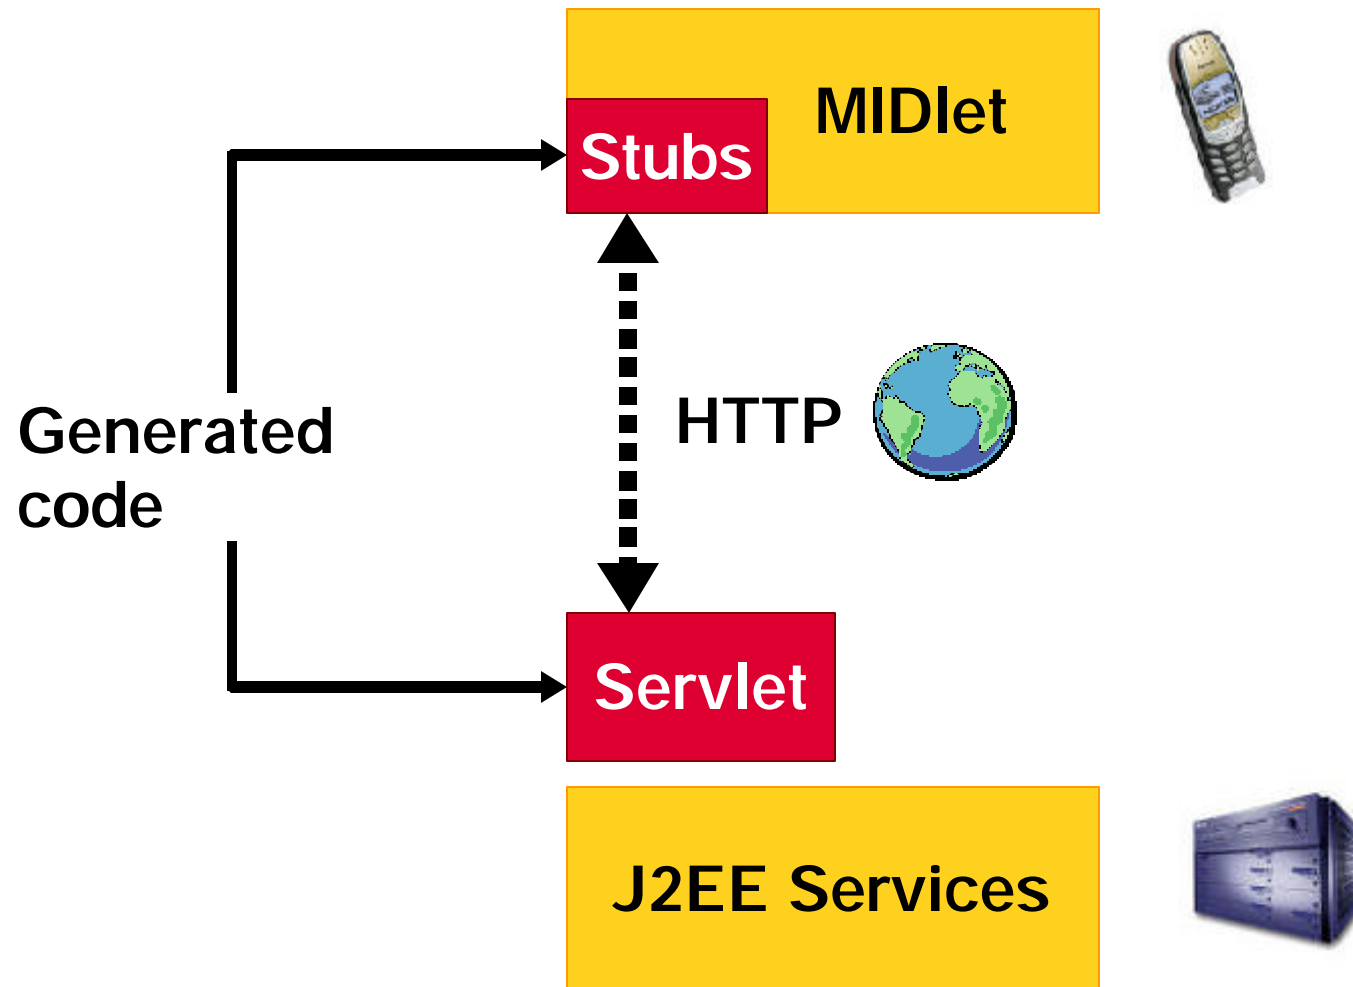 MIDlet
Stubs
HTTP
Generated
code
Servlet
J2EE Services